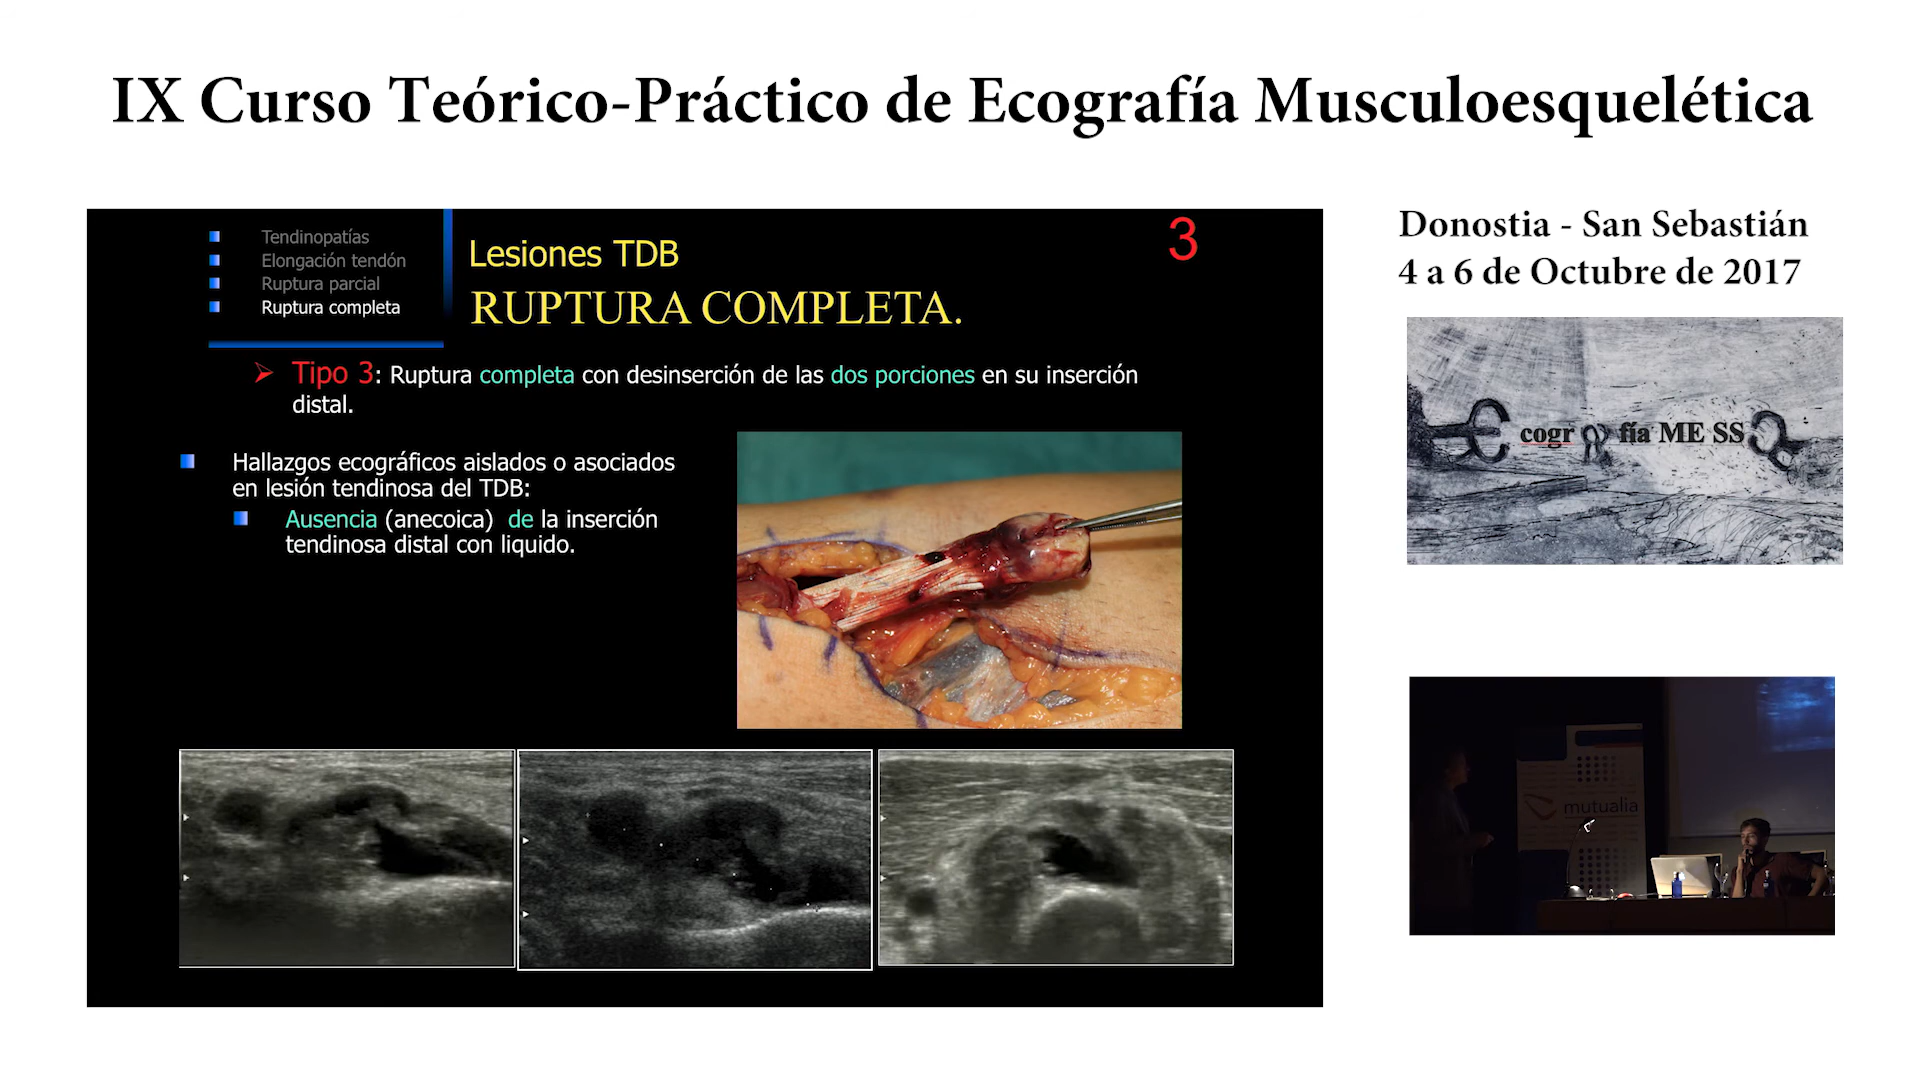 IX Curso Teórico-Práctico de Ecografía Musculoesquelética
Tendinopatías
Elongación tendón
Ruptura parcial
Ruptura completa
Lesiones TDB
RUPTURA COMPLETA.
3
Tipo 3: Ruptura completa con desinserción de las dos porciones en su inserción
distal.
Hallazgos ecográficos aislados o asociados
en lesión tendinosa del TDB:
Ausencia (anecoica) de la inserción
tendinosa distal con liquido.
Donostia - San Sebastián
4 a 6 de Octubre de 2017
Ecografía ME SS
mutualia